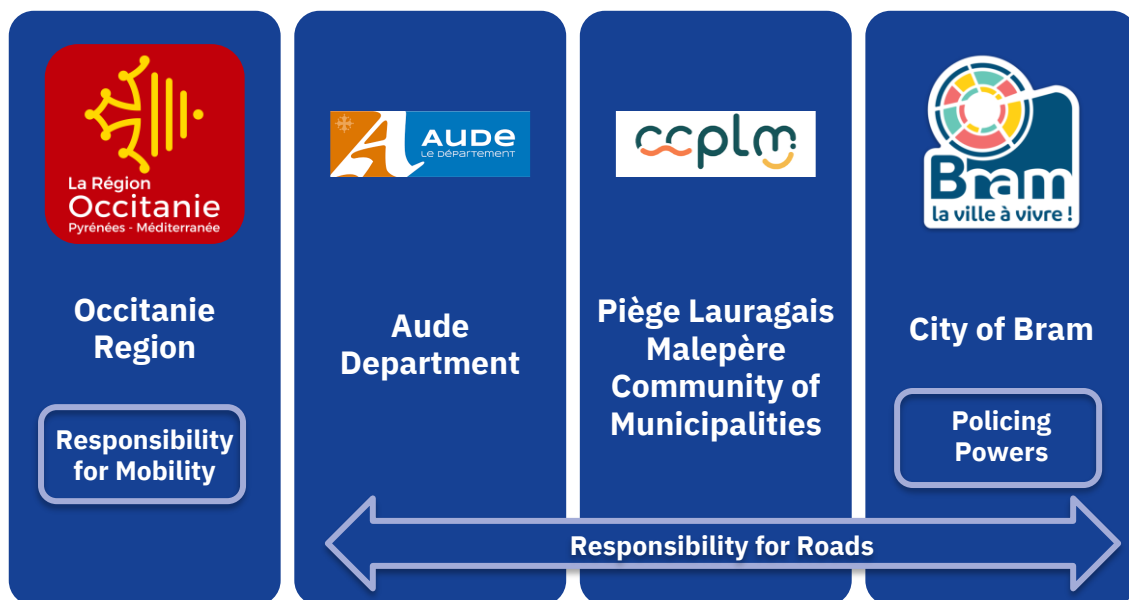 La Région
Occitanie
Pyrénées - Méditerranée
Occitanie
Region
Responsibility
for Mobility
AUDE
LE DÉPARTEMENT
Aude
Department
ccplm
Piège Lauragais
Malepère
Community of
Municipalities
Bram
la ville à vivre !
City of Bram
Policing
Powers
Responsibility for Roads